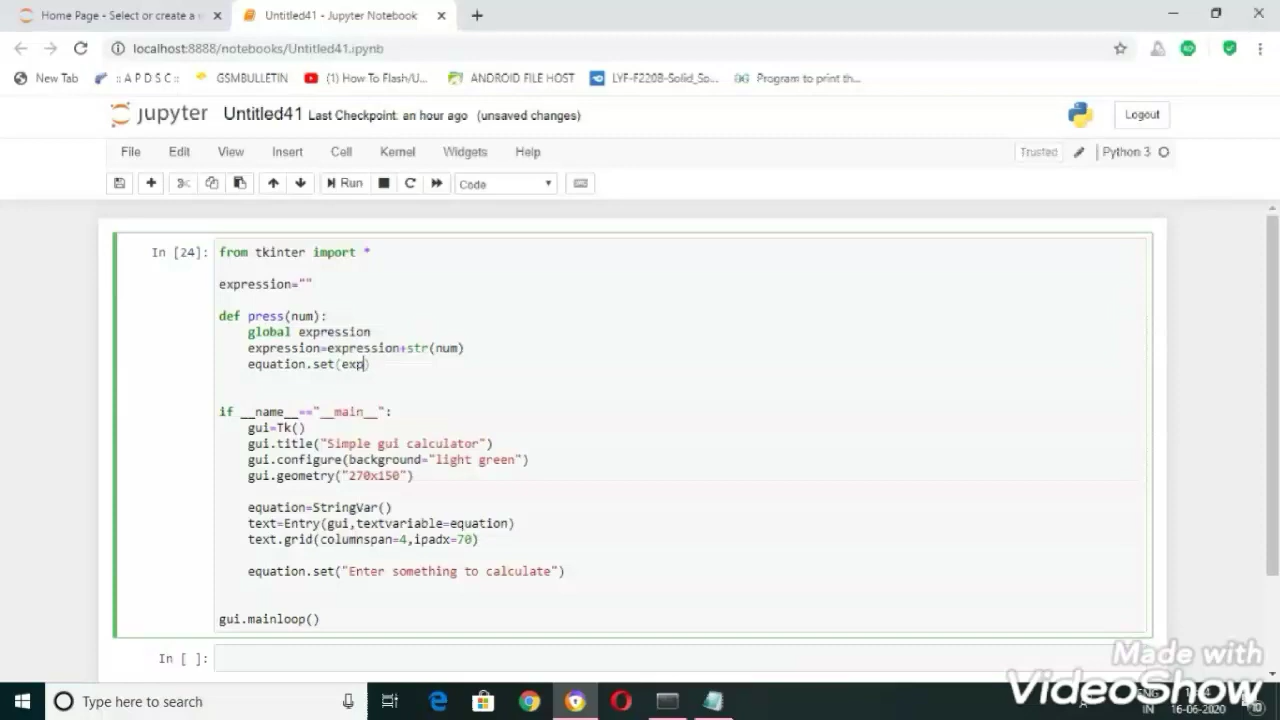 Home Page - Select or create a
Untitled41 - Jupyter Notebook
localhost:8888/notebooks/Untitled41.ipynb
New Tab
:: A P D S C ::
GSMBULLETIN
(1) How To Flash/U...
ANDROID FILE HOST
LYF-F220B-Solid_So...
Program to print th...
jupyter Untitled41 Last Checkpoint: an hour ago (unsaved changes)
Logout
File Edit View Insert Cell Kernel Widgets Help
Trusted
Python 3
Run
Code
In [24]:
from tkinter import *
expression=""
def press(num):
global expression
expression=expression+str(num)
equation.set(exp)
if __name__=="__main__":
gui=Tk()
gui.title("Simple gui calculator")
gui.configure(background="light green")
gui.geometry("270x150")
equation=StringVar()
text=Entry(gui,textvariable=equation)
text.grid(columnspan=4,ipadx=70)
equation.set("Enter something to calculate")
gui.mainloop()
In [ ]:
Made with
VideoShow
Type here to search
ENG
IN
16-06-2020